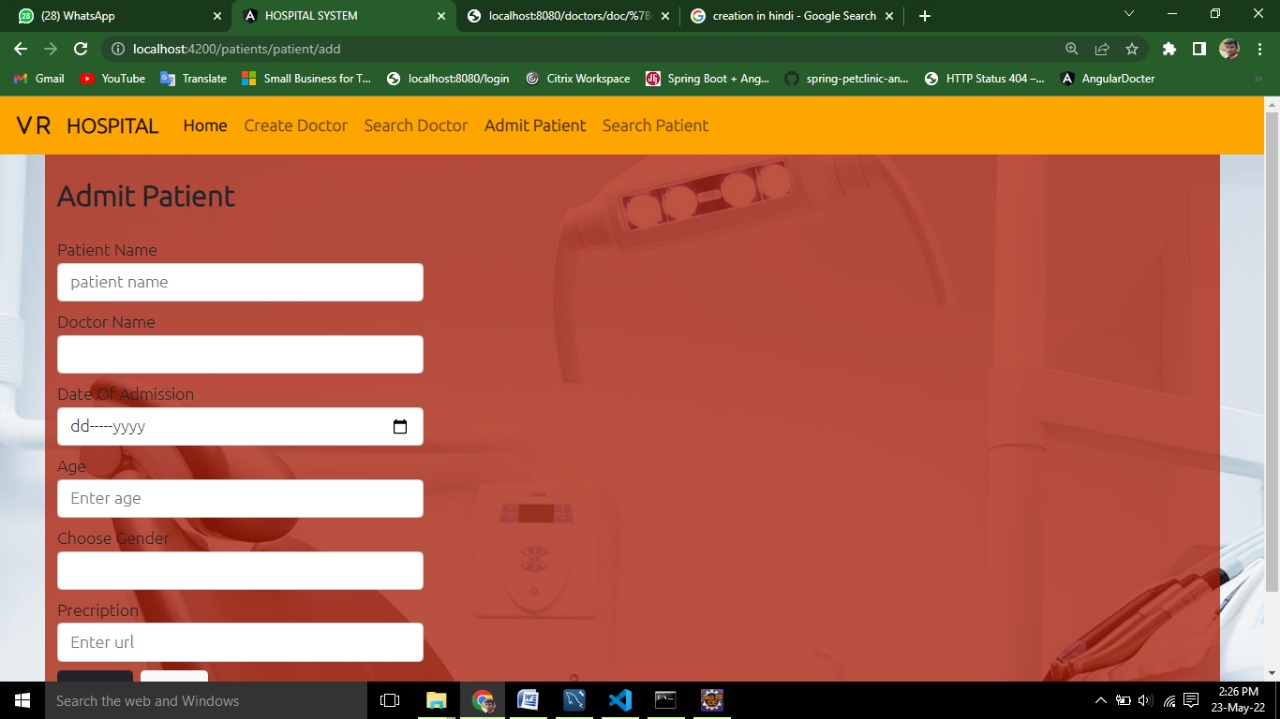 28 (28) WhatsApp
HOSPITAL SYSTEM
localhost:8080/doctors/doc/%7B
creation in hindi - Google Search
localhost:4200/patients/patient/add
Gmail YouTube Translate Small Business for T... localhost:8080/login Citrix Workspace Spring Boot + Ang... spring-petclinic-an... HTTP Status 404 –... AngularDocter
VR HOSPITAL Home Create Doctor Search Doctor Admit Patient Search Patient
Admit Patient
Patient Name
patient name
Doctor Name
Date Of Admission
dd-----yyyy
Age
Enter age
Choose Gender
Precription
Enter url
Search the web and Windows
2:26 PM
23-May-22